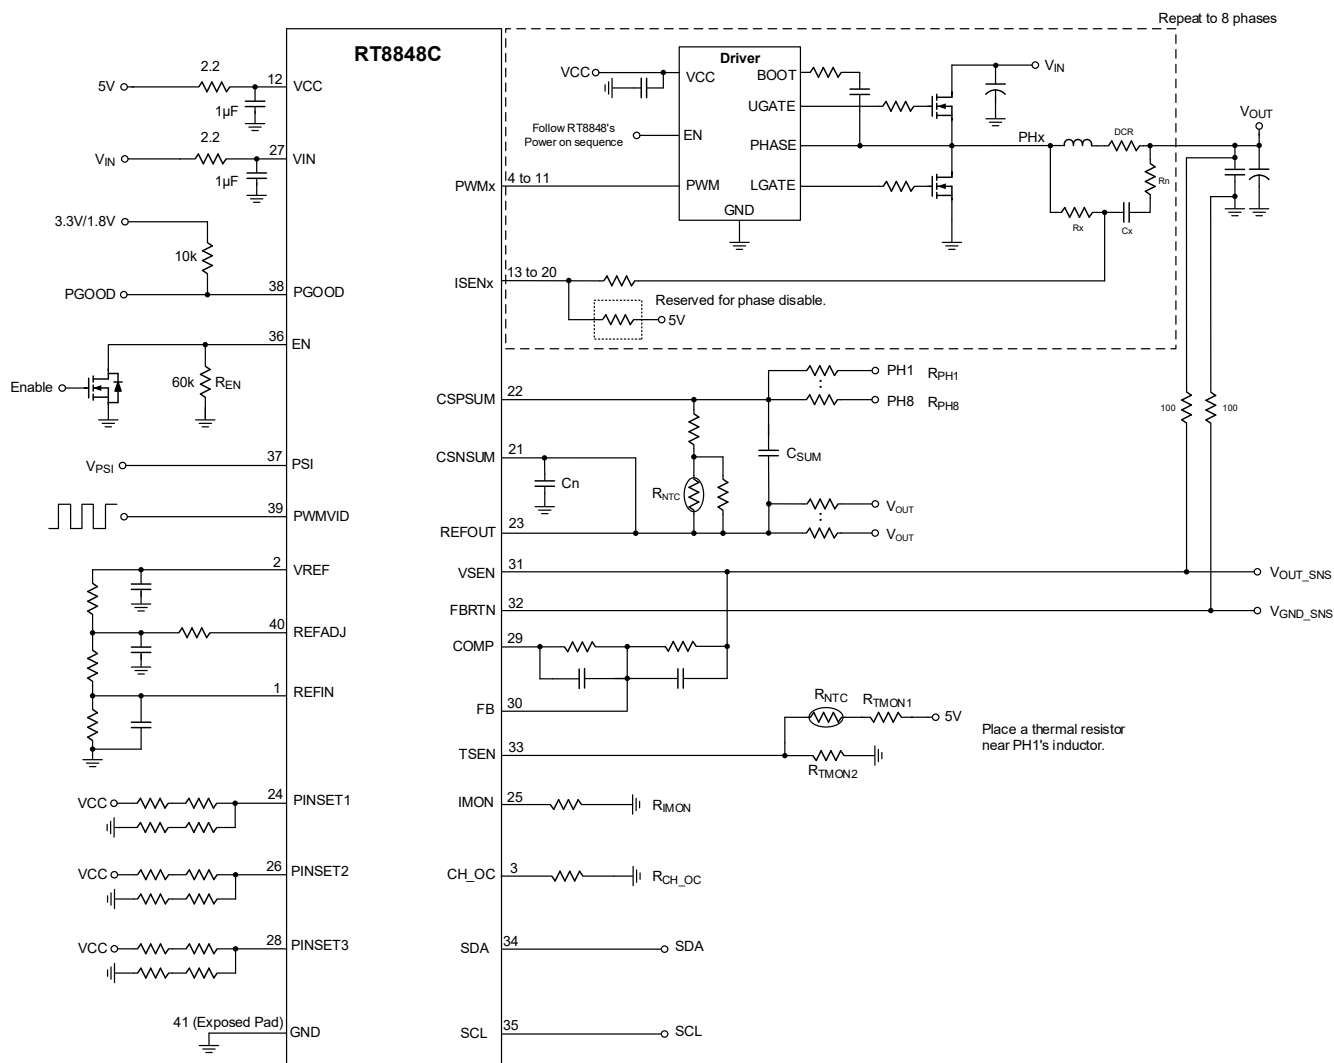 Repeat to 8 phases
RT8848C
5V
2.2
12
VCC
1µF
VIN
2.2
27
VIN
1µF
3.3V/1.8V
10k
PGOOD
38
PGOOD
36
EN
Enable
60k
REN
VPSI
37
PSI
39
PWMVID
2
VREF
40
REFADJ
1
REFIN
VCC
24
PINSET1
VCC
26
PINSET2
VCC
28
PINSET3
41 (Exposed Pad)
GND
Driver
VCC
VCC
BOOT
VIN
UGATE
Follow RT8848's
Power on sequence
EN
PHASE
PHx
DCR
VOUT
PWMx
4 to 11
PWM
LGATE
GND
Rn
Rx
Cx
ISENx
13 to 20
Reserved for phase disable.
5V
CSPSUM
22
PH1
RPH1
PH8
RPH8
100
100
CSNSUM
21
Cn
RNTC
CSUM
VOUT
REFOUT
23
VOUT
VSEN
31
VOUT_SNS
FBRTN
32
VGND_SNS
COMP
29
FB
30
RNTC
RTMON1
5V
Place a thermal resistor
near PH1's inductor.
TSEN
33
RTMON2
IMON
25
RIMON
CH_OC
3
RCH_OC
SDA
34
SDA
SCL
35
SCL